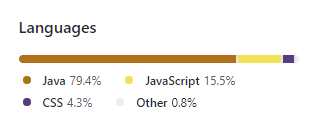 Languages
Java 79.4% JavaScript 15.5%
CSS 4.3% Other 0.8%